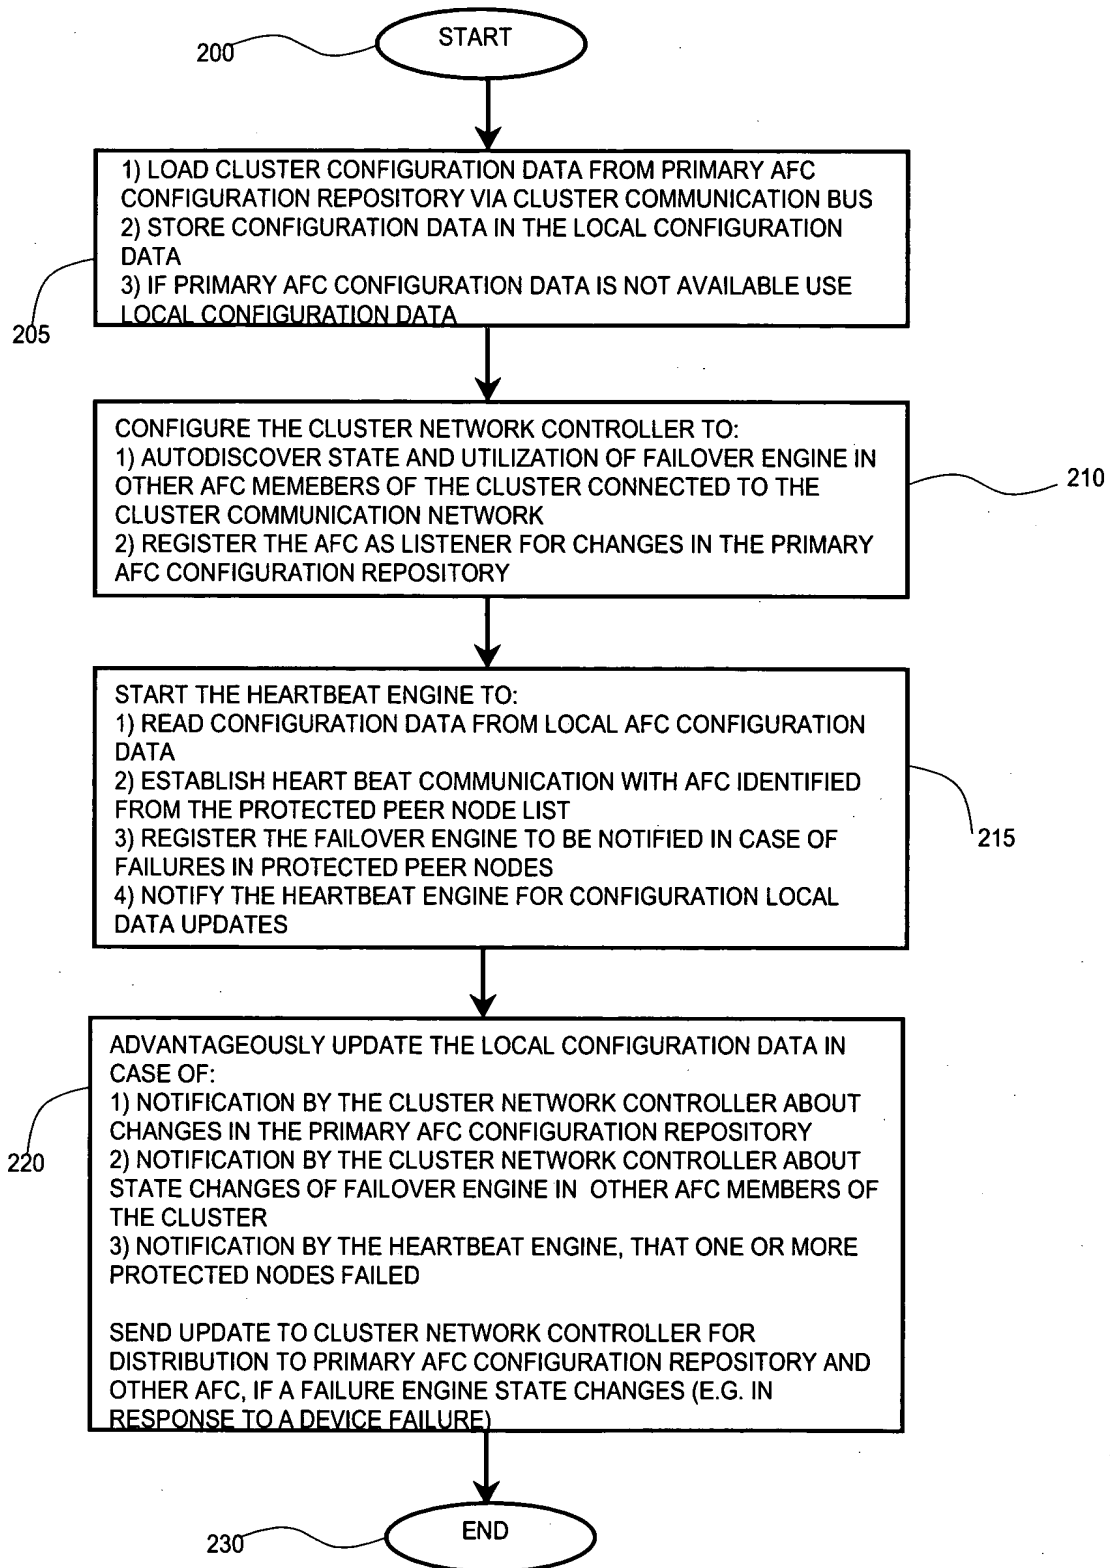 START
200
1) LOAD CLUSTER CONFIGURATION DATA FROM PRIMARY AFC
CONFIGURATION REPOSITORY VIA CLUSTER COMMUNICATION BUS
2) STORE CONFIGURATION DATA IN THE LOCAL CONFIGURATION
DATA
3) IF PRIMARY AFC CONFIGURATION DATA IS NOT AVAILABLE USE
LOCAL CONFIGURATION DATA
205
CONFIGURE THE CLUSTER NETWORK CONTROLLER TO:
1) AUTODISCOVER STATE AND UTILIZATION OF FAILOVER ENGINE IN
OTHER AFC MEMEBERS OF THE CLUSTER CONNECTED TO THE
CLUSTER COMMUNICATION NETWORK
2) REGISTER THE AFC AS LISTENER FOR CHANGES IN THE PRIMARY
AFC CONFIGURATION REPOSITORY
210
START THE HEARTBEAT ENGINE TO:
1) READ CONFIGURATION DATA FROM LOCAL AFC CONFIGURATION
DATA
2) ESTABLISH HEART BEAT COMMUNICATION WITH AFC IDENTIFIED
FROM THE PROTECTED PEER NODE LIST
3) REGISTER THE FAILOVER ENGINE TO BE NOTIFIED IN CASE OF
FAILURES IN PROTECTED PEER NODES
4) NOTIFY THE HEARTBEAT ENGINE FOR CONFIGURATION LOCAL
DATA UPDATES
215
ADVANTAGEOUSLY UPDATE THE LOCAL CONFIGURATION DATA IN
CASE OF:
1) NOTIFICATION BY THE CLUSTER NETWORK CONTROLLER ABOUT
CHANGES IN THE PRIMARY AFC CONFIGURATION REPOSITORY
2) NOTIFICATION BY THE CLUSTER NETWORK CONTROLLER ABOUT
STATE CHANGES OF FAILOVER ENGINE IN OTHER AFC MEMBERS OF
THE CLUSTER
3) NOTIFICATION BY THE HEARTBEAT ENGINE, THAT ONE OR MORE
PROTECTED NODES FAILED
SEND UPDATE TO CLUSTER NETWORK CONTROLLER FOR
DISTRIBUTION TO PRIMARY AFC CONFIGURATION REPOSITORY AND
OTHER AFC, IF A FAILURE ENGINE STATE CHANGES (E.G. IN
RESPONSE TO A DEVICE FAILURE)
220
END
230